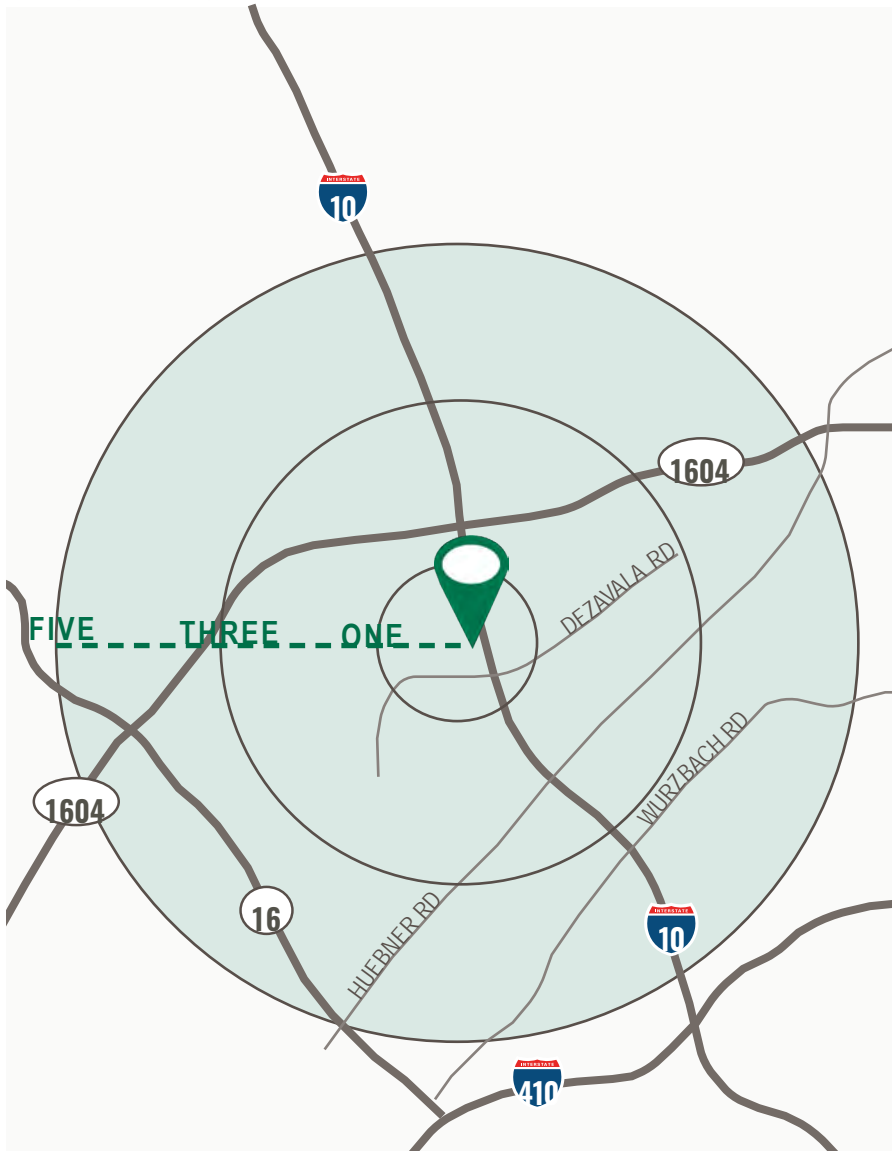 INTERSTATE
10
1604
DEZAVALA RD
FIVE
THREE
ONE
WURZBACH RD
1604
HUEBNER RD
16
INTERSTATE
10
INTERSTATE
410